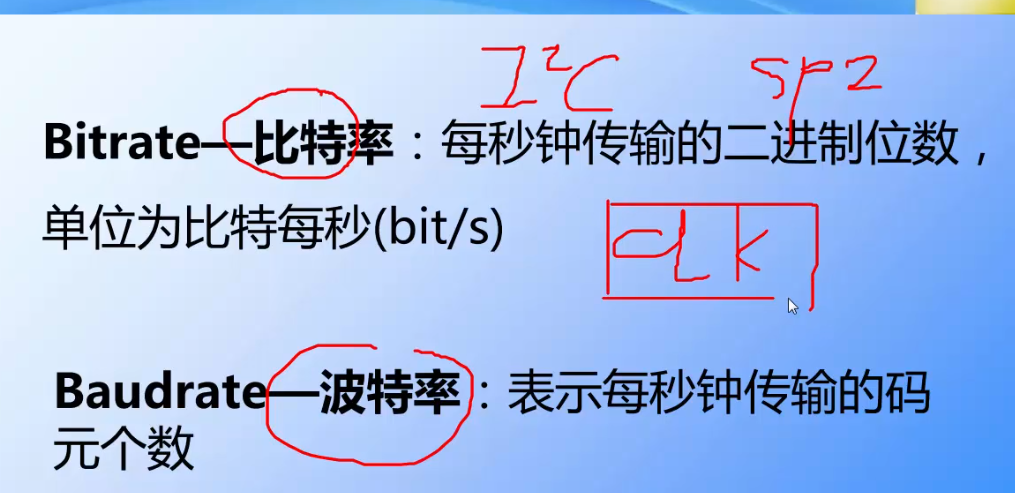 I²C SPI
Bitrate—比特率：每秒钟传输的二进制位数，
单位为比特每秒(bit/s)
clk
Baudrate—波特率：表示每秒钟传输的码
元个数